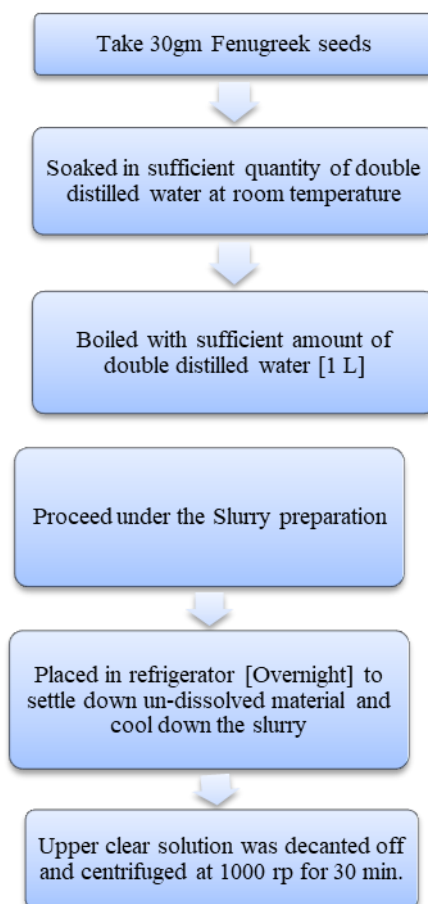 Take 30gm Fenugreek seeds
Soaked in sufficient quantity of double
distilled water at room temperature
Boiled with sufficient amount of
double distilled water [1 L]
Proceed under the Slurry preparation
Placed in refrigerator [Overnight] to
settle down un-dissolved material and
cool down the slurry
Upper clear solution was decanted off
and centrifuged at 1000 rp for 30 min.